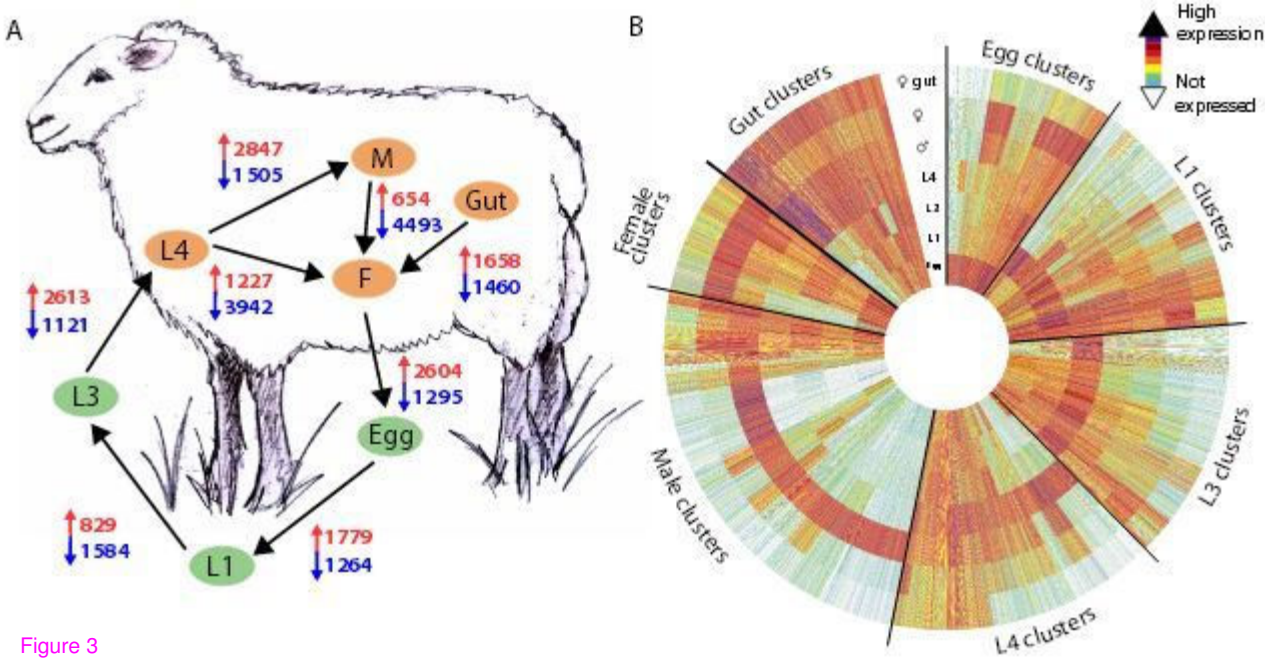 A
2847
1505
M
654
4493
Gut
L4
F
1227
3942
1658
1460
2613
1121
L3
2604
1295
Egg
829
1584
L1
1779
1264
Figure 3
B
High
expression
Not
expressed
Egg clusters
L1 clusters
L3 clusters
L4 clusters
Male clusters
Female
clusters
Gut clusters
♀ gut
♀
♂
L4
L1